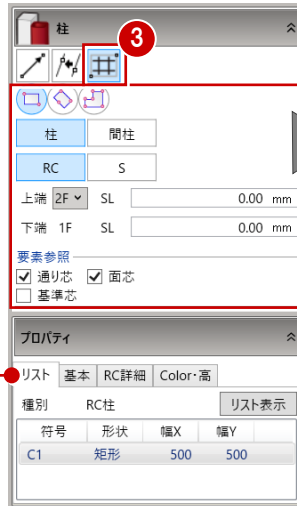 柱
3
柱 間柱
RC S
上端 2F SL 0.00 mm
下端 1F SL 0.00 mm
要素参照
通り芯 面芯
基準芯
プロパティ
リスト 基本 RC詳細 Color・高
種別 RC柱 リスト表示
符号 形状 幅X 幅Y
C1 矩形 500 500